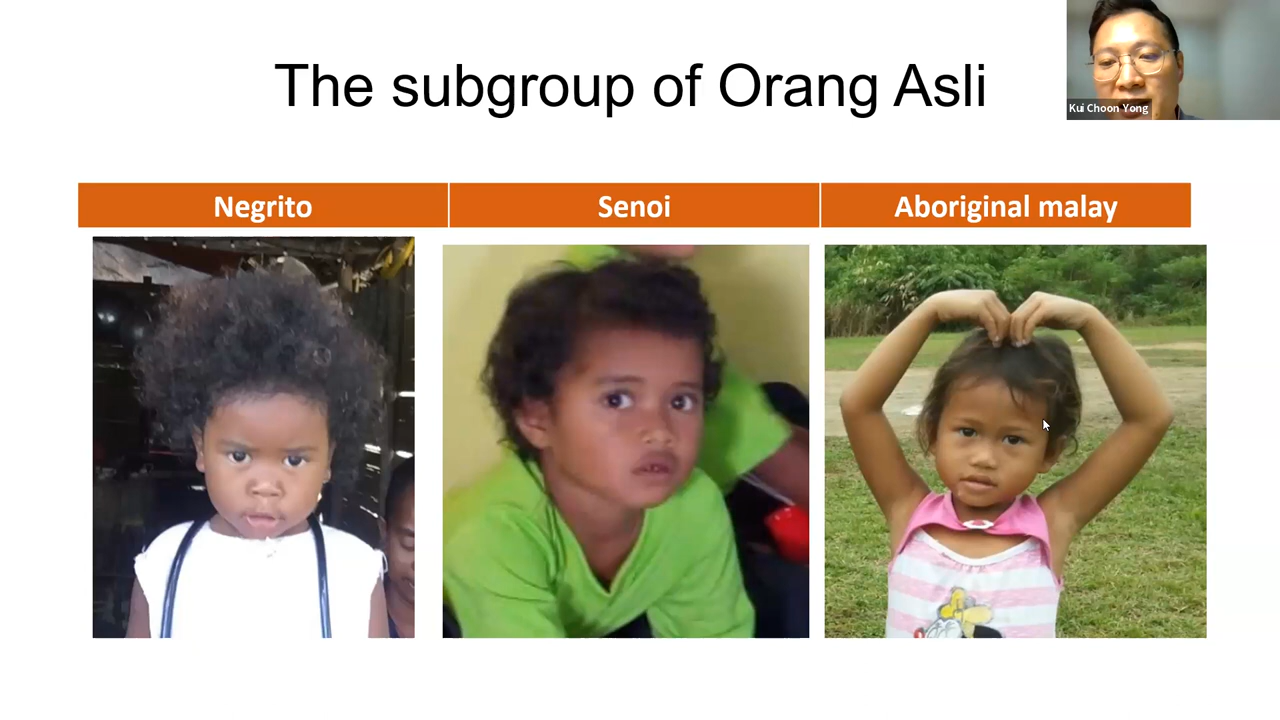 The subgroup of Orang Asli
Kui Choon Yong
Negrito
Senoi
Aboriginal malay